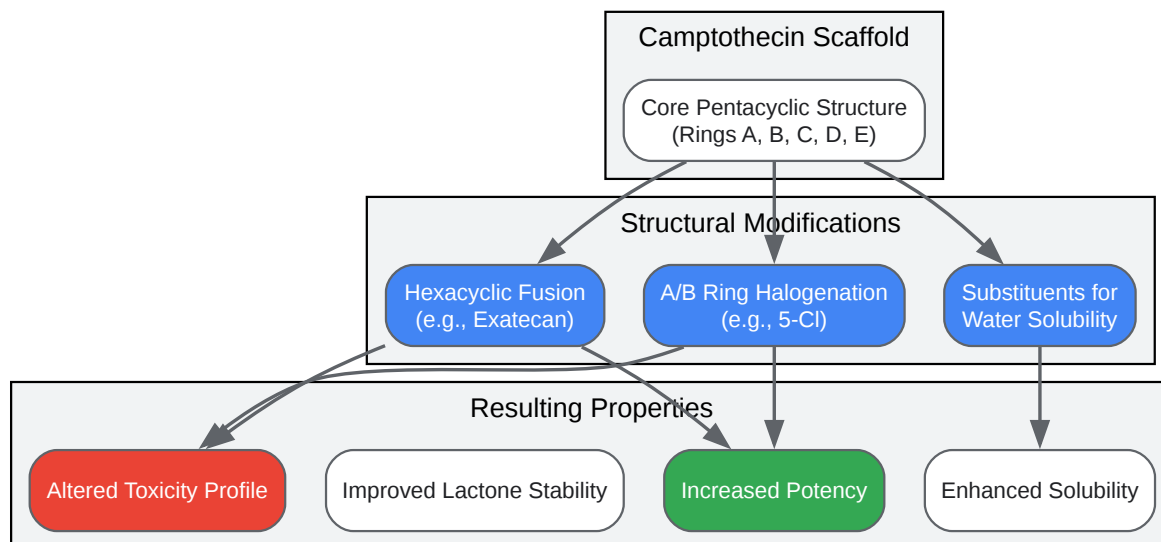 Camptothecin Scaffold
Core Pentacyclic Structure
(Rings A, B, C, D, E)
Structural Modifications
Hexacyclic Fusion
(e.g., Exatecan)
A/B Ring Halogenation
(e.g., 5-Cl)
Substituents for
Water Solubility
Resulting Properties
Altered Toxicity Profile
Improved Lactone Stability
Increased Potency
Enhanced Solubility